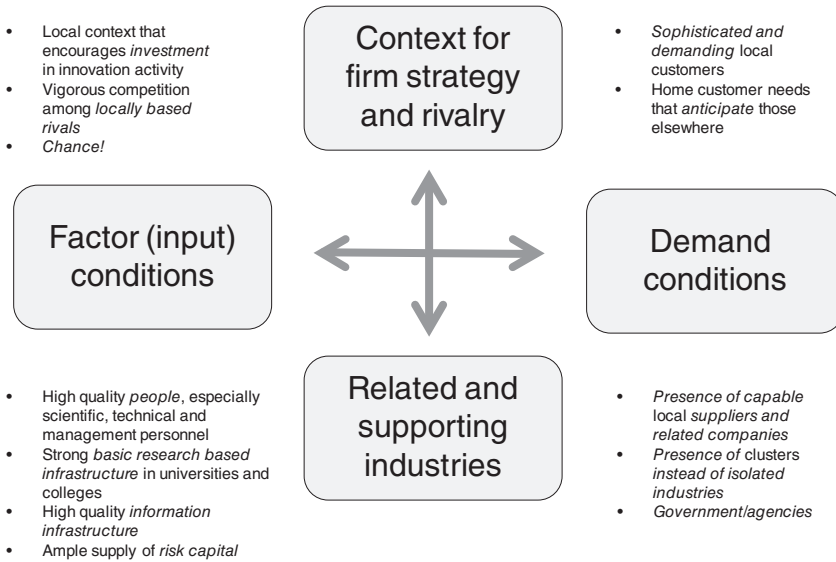 • Local context that
encourages investment
in innovation activity
• Vigorous competition
among locally based
rivals
• Chance!
Context for
firm strategy
and rivalry
• Sophisticated and
demanding local
customers
• Home customer needs
that anticipate those
elsewhere
Factor (input)
conditions
Demand
conditions
• High quality people, especially
scientific, technical and
management personnel
• Strong basic research based
infrastructure in universities and
colleges
• High quality information
infrastructure
• Ample supply of risk capital
Related and
supporting
industries
• Presence of capable
local suppliers and
related companies
• Presence of clusters
instead of isolated
industries
• Government/agencies